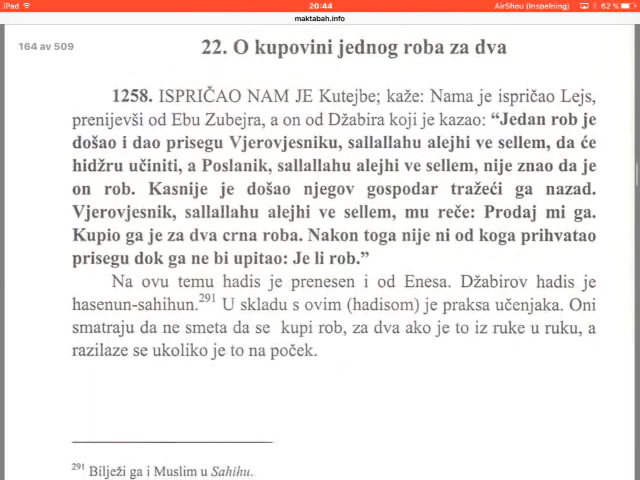 iPad 20:44 AirShou (Inspelning) 62 %
maktabah.info
164 av 509
22. O kupovini jednog roba za dva
1258. ISPRIČAO NAM JE Kutejbe; kaže: Nama je ispričao Lejs,
prenijevši od Ebu Zubejra, a on od Džabira koji je kazao: “Jedan rob je
došao i dao prisegu Vjerovjesniku, sallallahu alejhi ve sellem, da će
hidžru učiniti, a Poslanik, sallallahu alejhi ve sellem, nije znao da je
on rob. Kasnije je došao njegov gospodar tražeći ga nazad.
Vjerovjesnik, sallallahu alejhi ve sellem, mu reče: Prodaj mi ga.
Kupio ga je za dva crna roba. Nakon toga nije ni od koga prihvatao
prisegu dok ga ne bi upitao: Je li rob.”
Na ovu temu hadis je prenesen i od Enesa. Džabirov hadis je
hasenun-sahihun.291 U skladu s ovim (hadisom) je praksa učenjaka. Oni
smatraju da ne smeta da se kupi rob, za dva ako je to iz ruke u ruku, a
razilaze se ukoliko je to na poček.
291 Bilježi ga i Muslim u Sahihu.